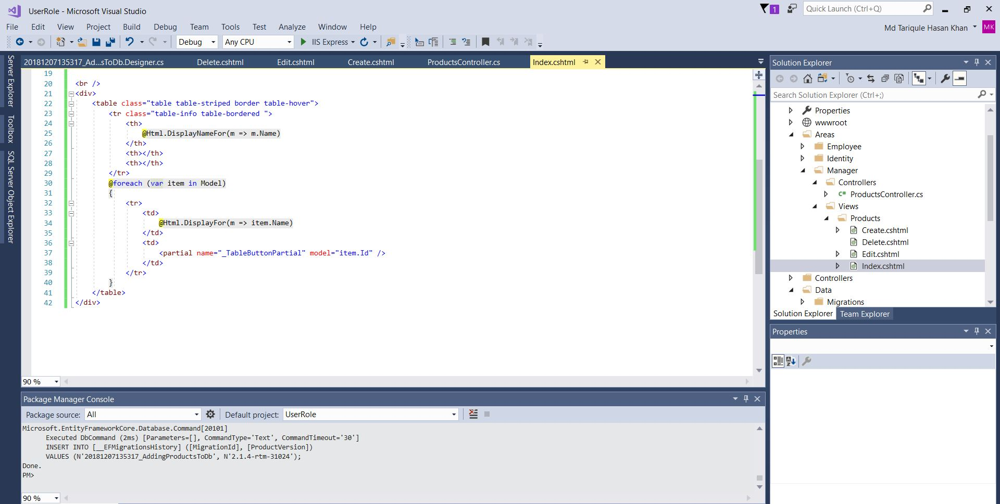 UserRole - Microsoft Visual Studio
1
Quick Launch (Ctrl+Q)
File Edit View Project Build Debug Team Tools Test Analyze Window Help
Md Tariqule Hasan Khan MK
Debug Any CPU IIS Express
Server Explorer
Toolbox
SQL Server Object Explorer
20181207135317_Ad...sToDb.Designer.cs Delete.cshtml Edit.cshtml Create.cshtml ProductsController.cs Index.cshtml
19
20 <br />
21 <div>
22 <table class="table table-striped border table-hover">
23 <tr class="table-info table-bordered ">
24 <th>
25 @Html.DisplayNameFor(m => m.Name)
26 </th>
27 <th></th>
28 <th></th>
29 </tr>
30 @foreach (var item in Model)
31 {
32 <tr>
33 <td>
34 @Html.DisplayFor(m => item.Name)
35 </td>
36 <td>
37 <partial name="_TableButtonPartial" model="item.Id" />
38 </td>
39 </tr>
40 }
41 </table>
42 </div>
90 %
Package Manager Console
Package source: All Default project: UserRole
Microsoft.EntityFrameworkCore.Database.Command[20101]
Executed DbCommand (2ms) [Parameters=[], CommandType='Text', CommandTimeout='30']
INSERT INTO [__EFMigrationsHistory] ([MigrationId], [ProductVersion])
VALUES (N'20181207135317_AddingProductsToDb', N'2.1.4-rtm-31024');
Done.
PM>
90 %
Solution Explorer
Search Solution Explorer (Ctrl+;)
Properties
wwwroot
Areas
Employee
Identity
Manager
Controllers
C# ProductsController.cs
Views
Products
Create.cshtml
Delete.cshtml
Edit.cshtml
Index.cshtml
Controllers
Data
Migrations
Solution Explorer Team Explorer
Properties